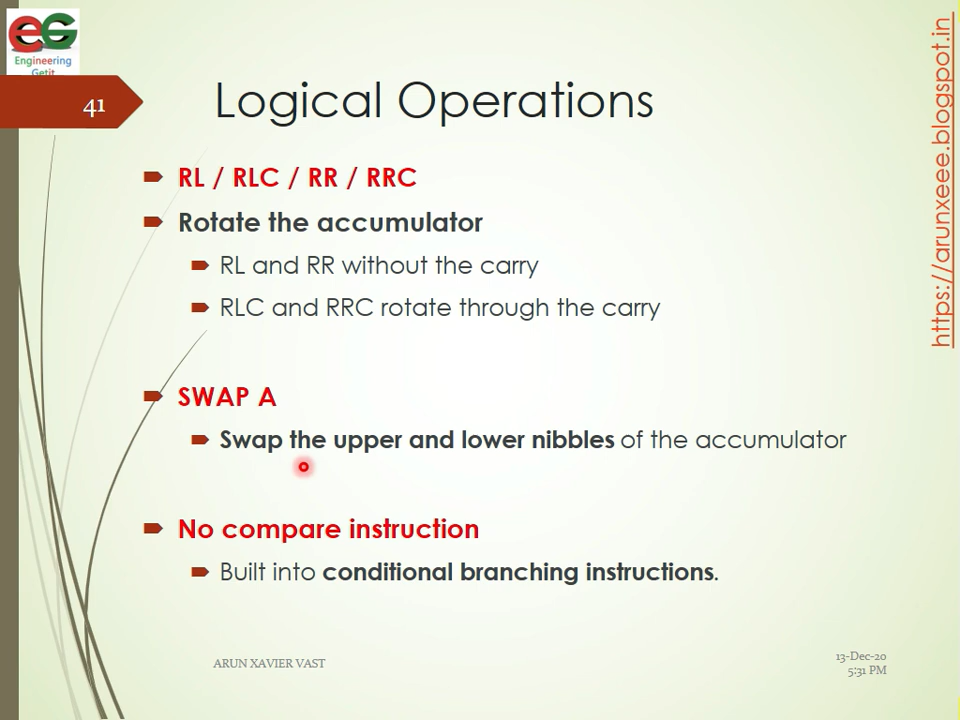 eG
Engineering
Getit
41
Logical Operations
RL / RLC / RR / RRC
Rotate the accumulator
RL and RR without the carry
RLC and RRC rotate through the carry
SWAP A
Swap the upper and lower nibbles of the accumulator
No compare instruction
Built into conditional branching instructions.
ARUN XAVIER VAST
13-Dec-20
5:31 PM
https://arunxeee.blogspot.in